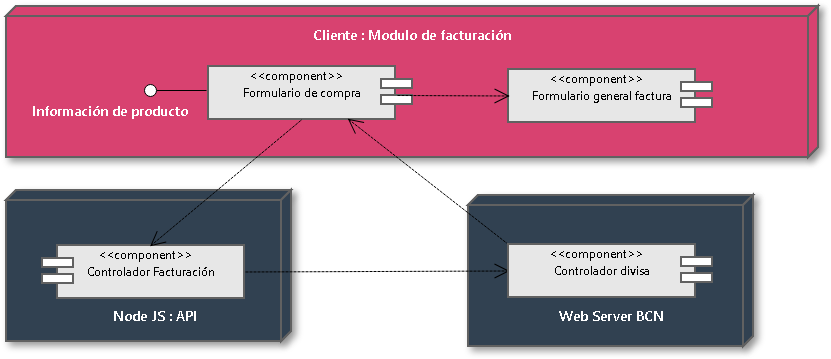 Cliente : Modulo de facturación
<<component>>
Formulario de compra
<<component>>
Formulario general factura
Información de producto
<<component>>
Controlador Facturación
Node JS : API
<<component>>
Controlador divisa
Web Server BCN